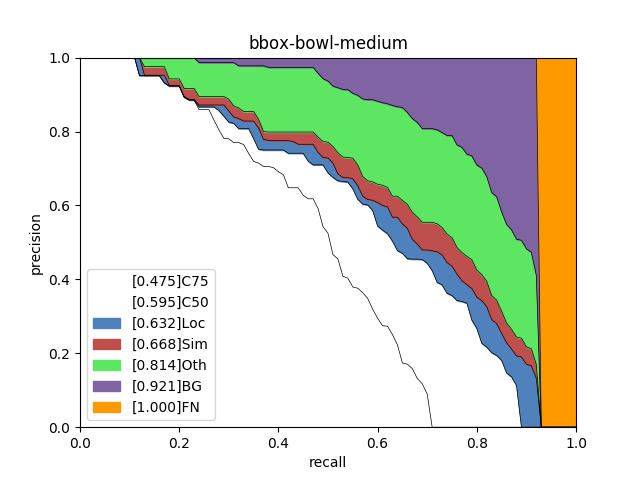 bbox-bowl-medium
precision
1.0
0.8
0.6
0.4
0.2
0.0
[0.475]C75
[0.595]C50
[0.632]Loc
[0.668]Sim
[0.814]Oth
[0.921]BG
[1.000]FN
0.0 0.2 0.4 0.6 0.8 1.0
recall